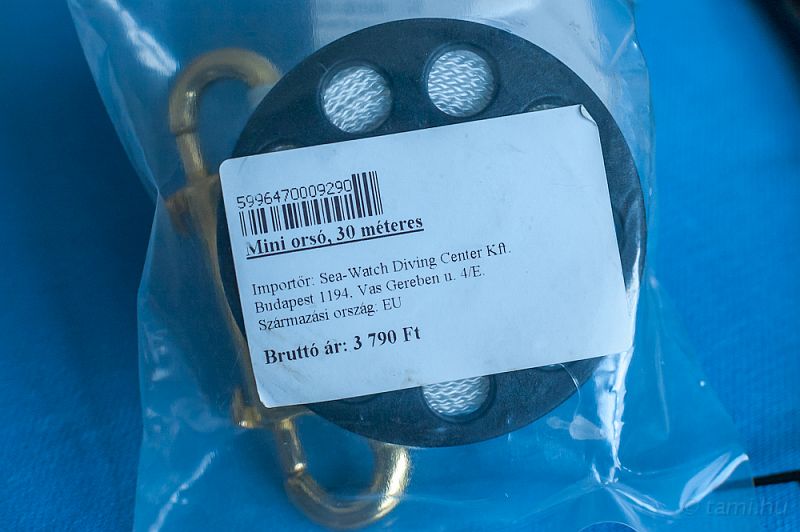 5996470009290
Mini orsó, 30 méteres
Importőr: Sea-Watch Diving Center Kft.
Budapest 1194, Vas Gereben u. 4/E.
Származási ország: EU
Bruttó ár: 3 790 Ft
© tami.hu